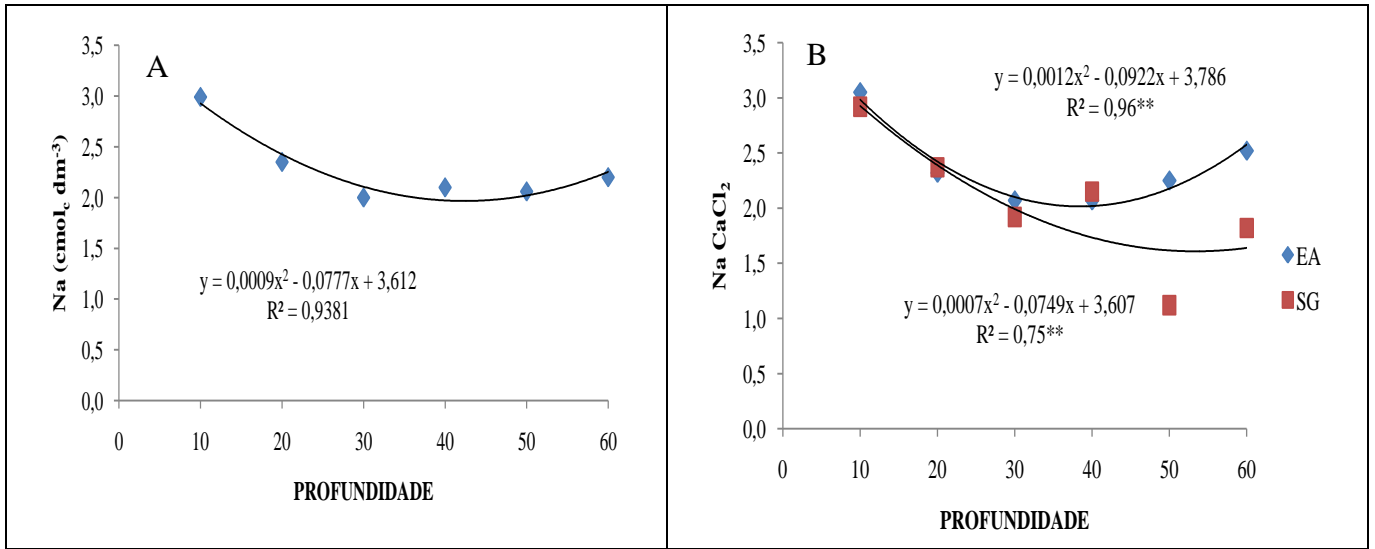 A
Na (cmolc dm-3)
3,5
3,0
2,5
2,0
1,5
1,0
0,5
0,0
y = 0,0009x2 - 0,0777x + 3,612
R² = 0,9381
0 10 20 30 40 50 60
PROFUNDIDADE
B
Na CaCl2
3,5
3,0
2,5
2,0
1,5
1,0
0,5
0,0
y = 0,0012x2 - 0,0922x + 3,786
R² = 0,96**
EA
SG
y = 0,0007x2 - 0,0749x + 3,607
R² = 0,75**
0 10 20 30 40 50 60
PROFUNDIDADE